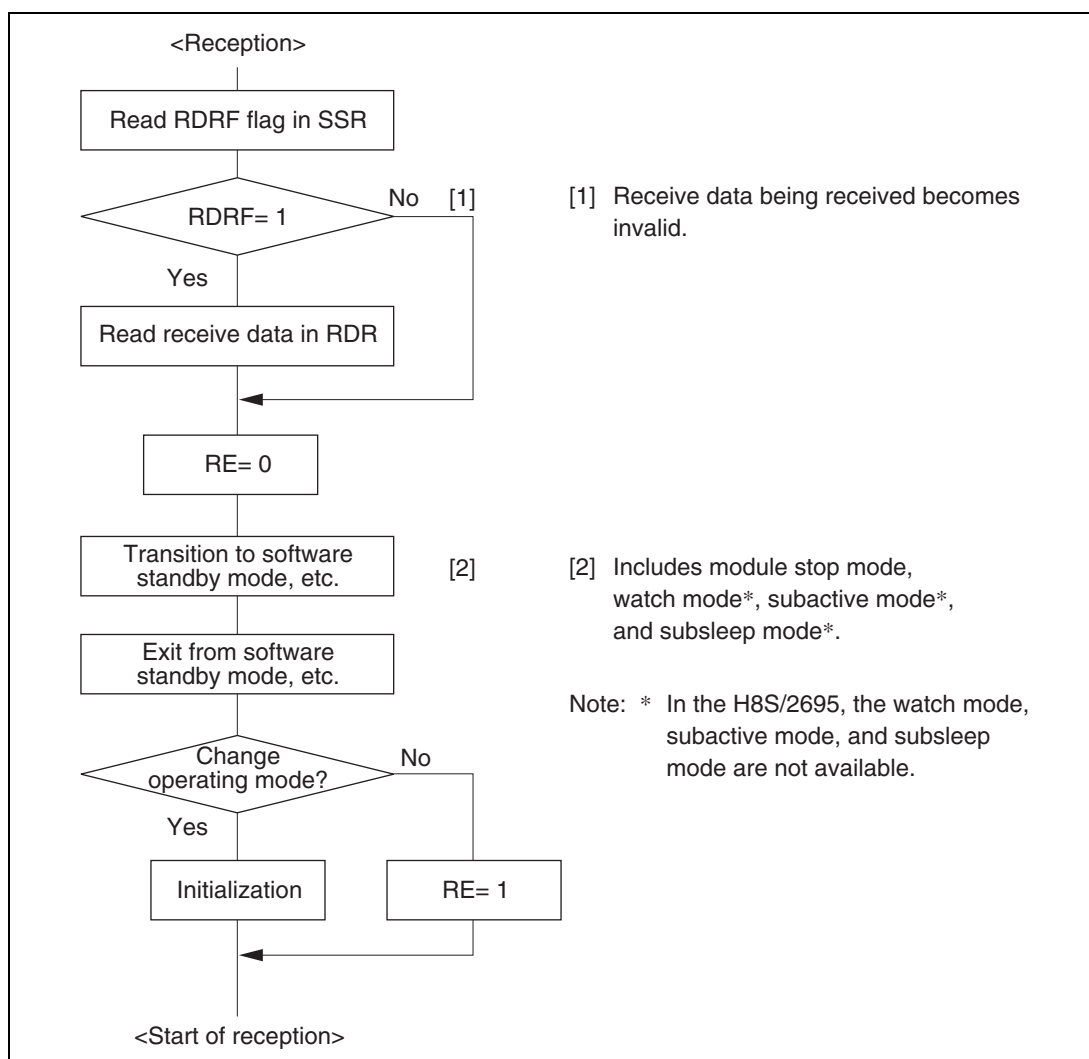 <Reception>
Read RDRF flag in SSR
RDRF= 1
No
[1]
Yes
[1] Receive data being received becomes
invalid.
Read receive data in RDR
RE= 0
Transition to software
standby mode, etc.
[2]
[2] Includes module stop mode,
watch mode*, subactive mode*,
and subsleep mode*.
Exit from software
standby mode, etc.
Note: * In the H8S/2695, the watch mode,
subactive mode, and subsleep
mode are not available.
Change
operating mode?
No
Yes
Initialization
RE= 1
<Start of reception>